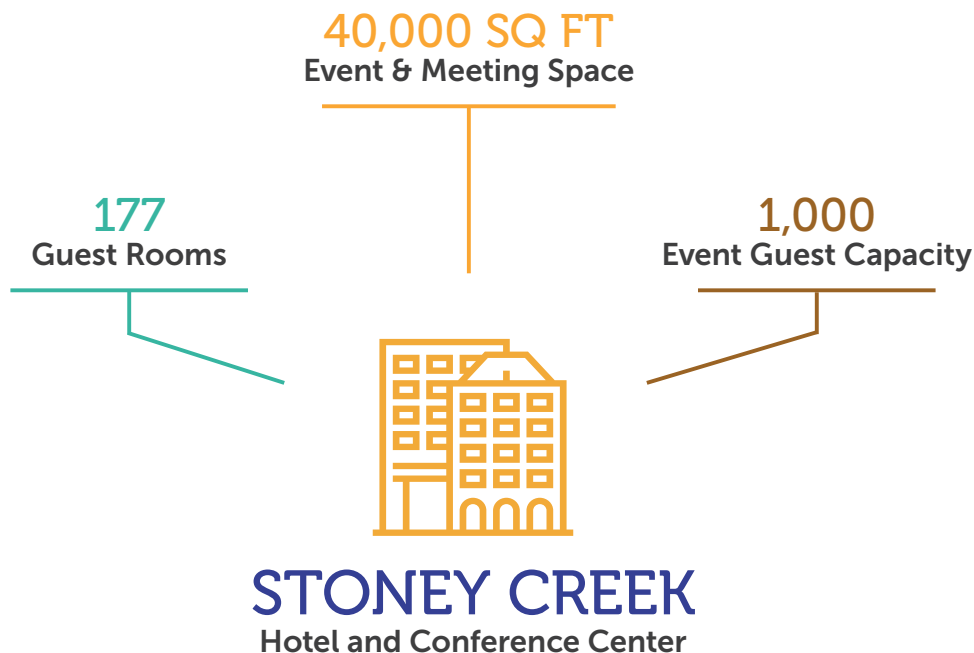 40,000 SQ FT
Event & Meeting Space
177
Guest Rooms
1,000
Event Guest Capacity
STONEY CREEK
Hotel and Conference Center